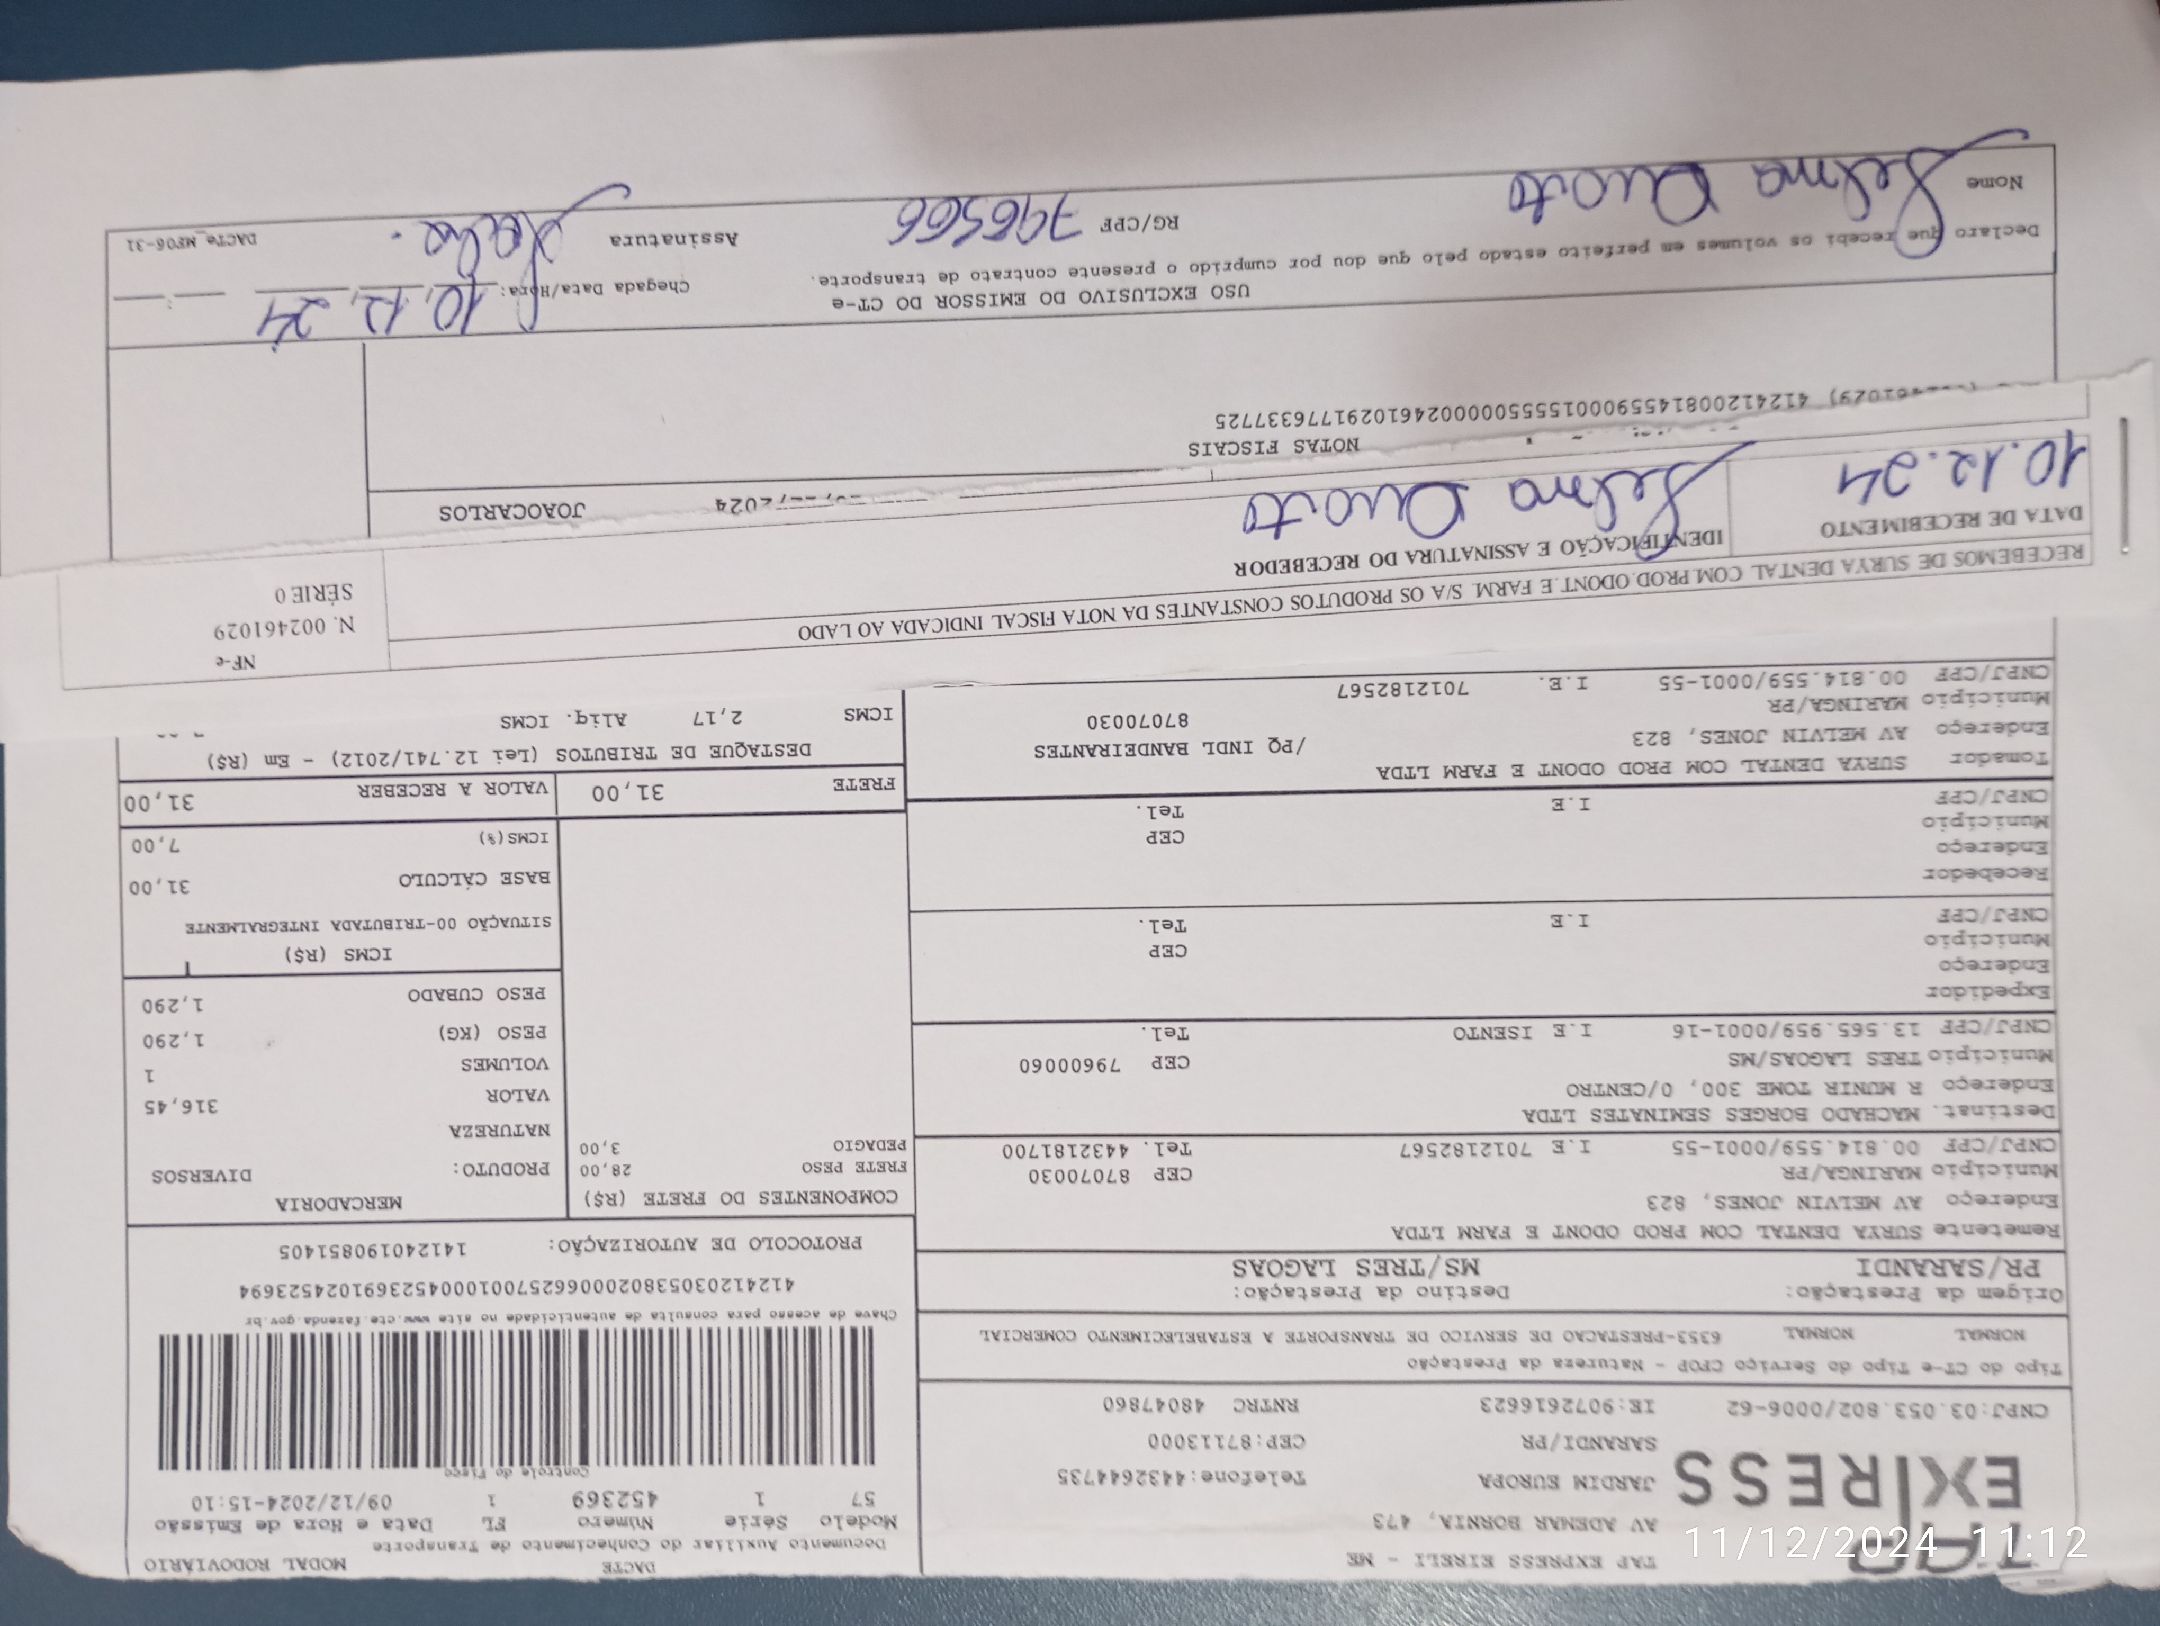 TAP
EXPRESS
TAP EXPRESS EIRELI - ME
AV ADEMAR BORNIA, 473
JARDIM EUROPA Telefone:4432644735
SARANDI/PR CEP:87113000
CNPJ:03.053.802/0006-62 IE:9072616623 RNTRC 48047860
DACTE MODAL RODOVIÁRIO
Documento Auxiliar do Conhecimento de Transporte
Modelo Série Número FL Data e Hora de Emissão
57 1 452369 1 09/12/2024-15:10
Controle do Fisco
Chave de acesso para consulta de autenticidade no site www.cte.fazenda.gov.br
41241203053802000662570010004523691024523694
PROTOCOLO DE AUTORIZAÇÃO: 141240190851405
Tipo do CT-e Tipo do Serviço CFOP - Natureza da Prestação
NORMAL NORMAL 6353-PRESTACAO DE SERVICO DE TRANSPORTE A ESTABELECIMENTO COMERCIAL
Origem da Prestação: Destino da Prestação:
PR/SARANDI MS/TRES LAGOAS
Remetente SURYA DENTAL COM PROD ODONT E FARM LTDA
Endereço AV MELVIN JONES, 823
Município MARINGA/PR CEP 87070030
CNPJ/CPF 00.814.559/0001-55 I.E 7012182567 Tel. 4432181700
Destinat. MACHADO BORGES SEMINATES LTDA
Endereço R MUNIR TOME 300, 0/CENTRO
Município TRES LAGOAS/MS CEP 79600060
CNPJ/CPF 13.565.959/0001-16 I.E ISENTO Tel.
Expedidor
Endereço
Município CEP
CNPJ/CPF I.E Tel.
Recebedor
Endereço
Município CEP
CNPJ/CPF I.E Tel.
Tomador SURYA DENTAL COM PROD ODONT E FARM LTDA
Endereço AV MELVIN JONES, 823 /PQ INDL BANDEIRANTES
Município MARINGA/PR 87070030
CNPJ/CPF 00.814.559/0001-55 I.E. 7012182567
COMPONENTES DO FRETE (R$)
FRETE PESO 28,00
PEDAGIO 3,00
MERCADORIA
PRODUTO: DIVERSOS
NATUREZA
VALOR 316,45
VOLUMES 1
PESO (KG) 1,290
PESO CUBADO 1,290
ICMS (R$)
SITUAÇÃO 00-TRIBUTADA INTEGRALMENTE
BASE CÁLCULO 31,00
ICMS(%) 7,00
FRETE 31,00 VALOR A RECEBER 31,00
DESTAQUE DE TRIBUTOS (Lei 12.741/2012) - Em (R$)
ICMS 2,17 Aliq. ICMS
RECEBEMOS DE SURYA DENTAL COM.PROD.ODONT.E FARM. S/A OS PRODUTOS CONSTANTES DA NOTA FISCAL INDICADA AO LADO
DATA DE RECEBIMENTO IDENTIFICAÇÃO E ASSINATURA DO RECEBEDOR
10.12.24 Selma Duarte
NF-e
N. 002461029
SÉRIE 0
JOAOCARLOS
NOTAS FISCAIS
41241200814559000155550000024610291776337725
USO EXCLUSIVO DO EMISSOR DO CT-e
Declaro que recebi os volumes em perfeito estado pelo que dou por cumprido o presente contrato de transporte.
Chegada Data/Hora: 10,12,24
Nome Selma Duarte RG/CPF 796566 Assinatura
DACTe_MF06-31
11/12/2024 11:12